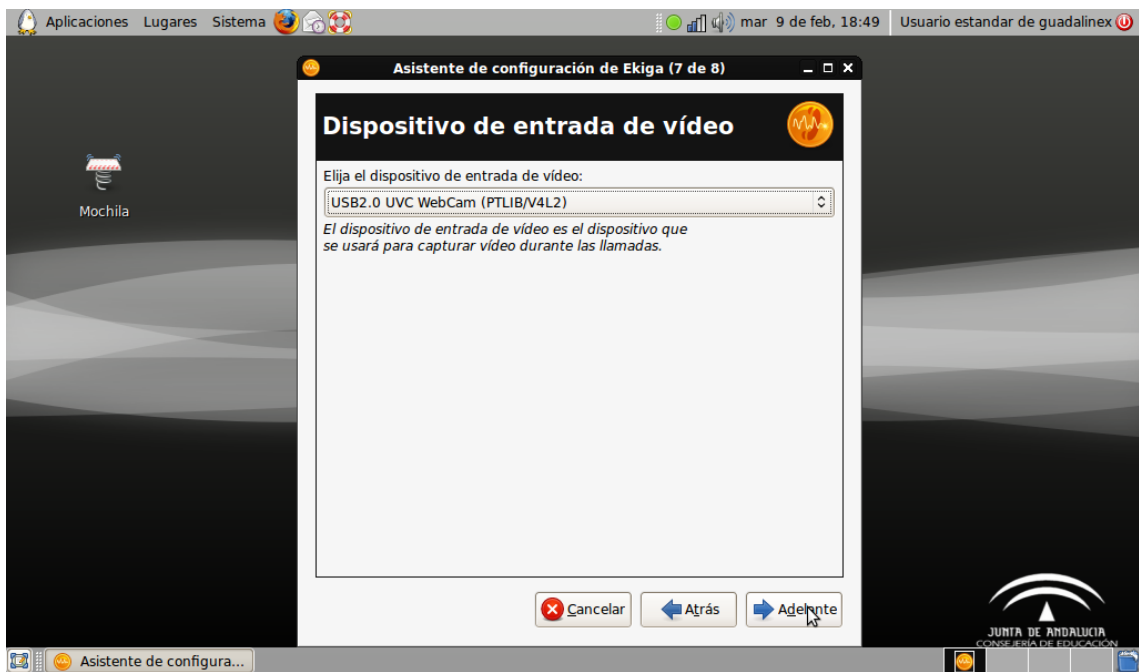 Aplicaciones Lugares Sistema mar 9 de feb, 18:49 Usuario estandar de guadalinex
Asistente de configuración de Ekiga (7 de 8)
Dispositivo de entrada de vídeo
Elija el dispositivo de entrada de vídeo:
USB2.0 UVC WebCam (PTLIB/V4L2)
El dispositivo de entrada de vídeo es el dispositivo que
se usará para capturar vídeo durante las llamadas.
Mochila
Cancelar Atrás Adelante
JUNTA DE ANDALUCIA
CONSEJERÍA DE EDUCACIÓN
Asistente de configura...